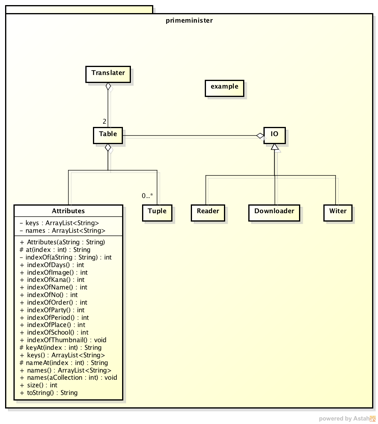 primeminister
Translater
example
2
Table
IO
0...*
Attributes
Tuple
Reader
Downloader
Witer
- keys : ArrayList<String>
- names : ArrayList<String>
+ Attributes(aString : String)
# at(index : int) : String
- indexOf(aString : String) : int
+ indexOfDays() : int
+ indexOfImage() : int
+ indexOfKana() : int
+ indexOfName() : int
+ indexOfNo() : int
+ indexOfOrder() : int
+ indexOfParty() : int
+ indexOfPeriod() : int
+ indexOfPlace() : int
+ indexOfSchool() : int
+ indexOfThumbnail() : void
# keyAt(index : int) : String
+ keys() : ArrayList<String>
# nameAt(index : int) : String
+ names() : ArrayList<String>
+ names(aCollection : int) : void
+ size() : int
+ toString() : String
powered by Astah